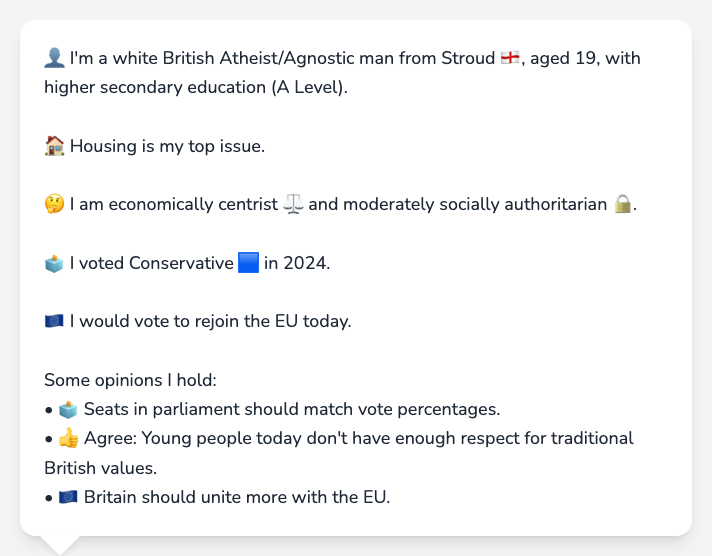 👤 I'm a white British Atheist/Agnostic man from Stroud 🏴󠁧󠁢󠁥󠁮󠁧󠁿, aged 19, with
higher secondary education (A Level).
🏠 Housing is my top issue.
🤔 I am economically centrist ⚖️ and moderately socially authoritarian 🔒.
🗳️ I voted Conservative 🟦 in 2024.
🇪🇺 I would vote to rejoin the EU today.
Some opinions I hold:
• 🗳️ Seats in parliament should match vote percentages.
• 👍 Agree: Young people today don't have enough respect for traditional
British values.
• 🇪🇺 Britain should unite more with the EU.